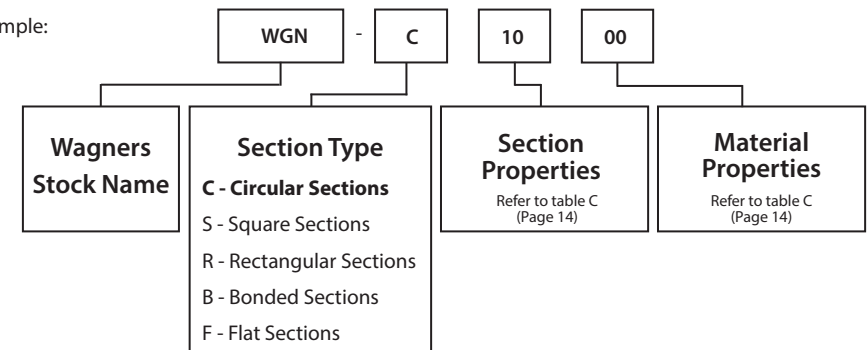 mple:
WGN - C 10 00
Wagners
Stock Name
Section Type
C - Circular Sections
S - Square Sections
R - Rectangular Sections
B - Bonded Sections
F - Flat Sections
Section
Properties
Refer to table C
(Page 14)
Material
Properties
Refer to table C
(Page 14)